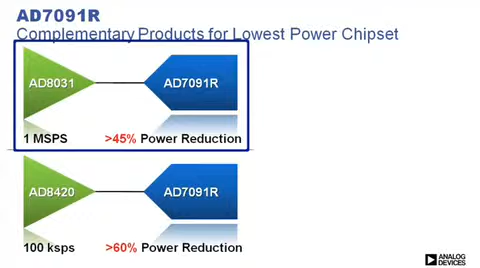 AD7091R
Complementary Products for Lowest Power Chipset
AD8031
AD7091R
1 MSPS
>45% Power Reduction
AD8420
AD7091R
100 ksps
>60% Power Reduction
ANALOG
DEVICES